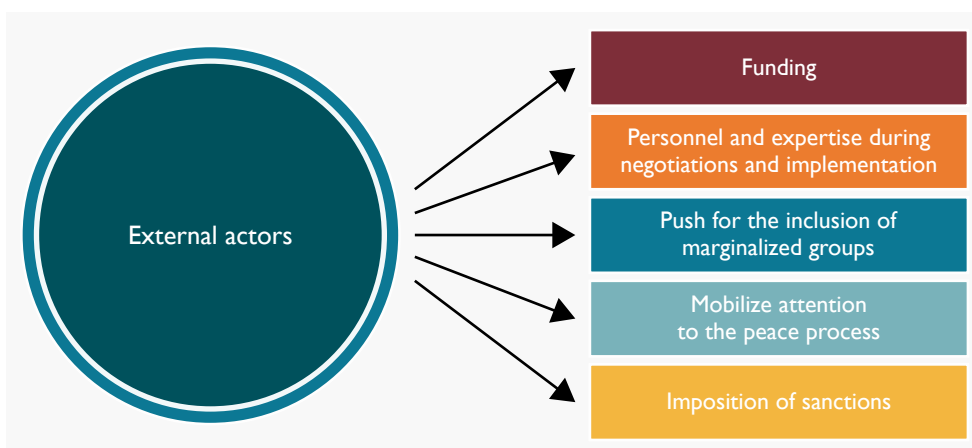 External actors
Funding
Personnel and expertise during
negotiations and implementation
Push for the inclusion of
marginalized groups
Mobilize attention
to the peace process
Imposition of sanctions